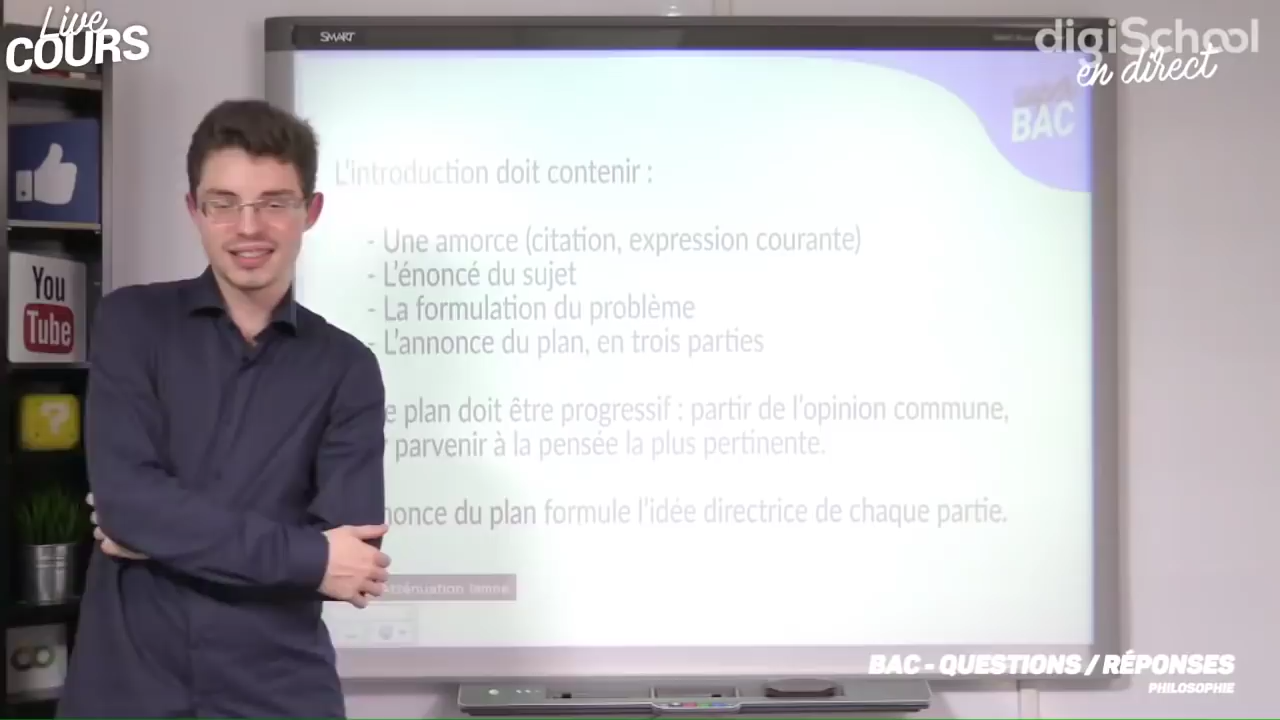 Live
COURS
SMART
digiSchool
en direct
BAC
L'introduction doit contenir :
- Une amorce (citation, expression courante)
- L'énoncé du sujet
- La formulation du problème
- L'annonce du plan, en trois parties
plan doit être progressif : partir de l'opinion commune,
parvenir à la pensée la plus pertinente.
du plan formule l'idée directrice de chaque partie.
You
Tube
?
BAC - QUESTIONS / RÉPONSES
PHILOSOPHIE